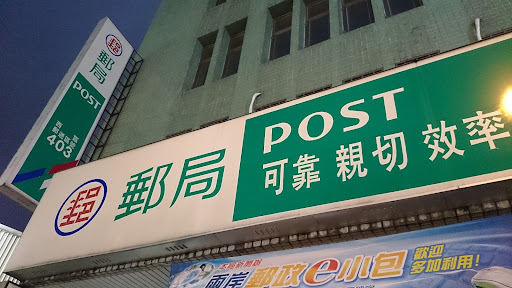 郵局
POST
403
郵局
POST
可靠 親切 效率
兩岸郵政e小包
歡迎
多加利用!